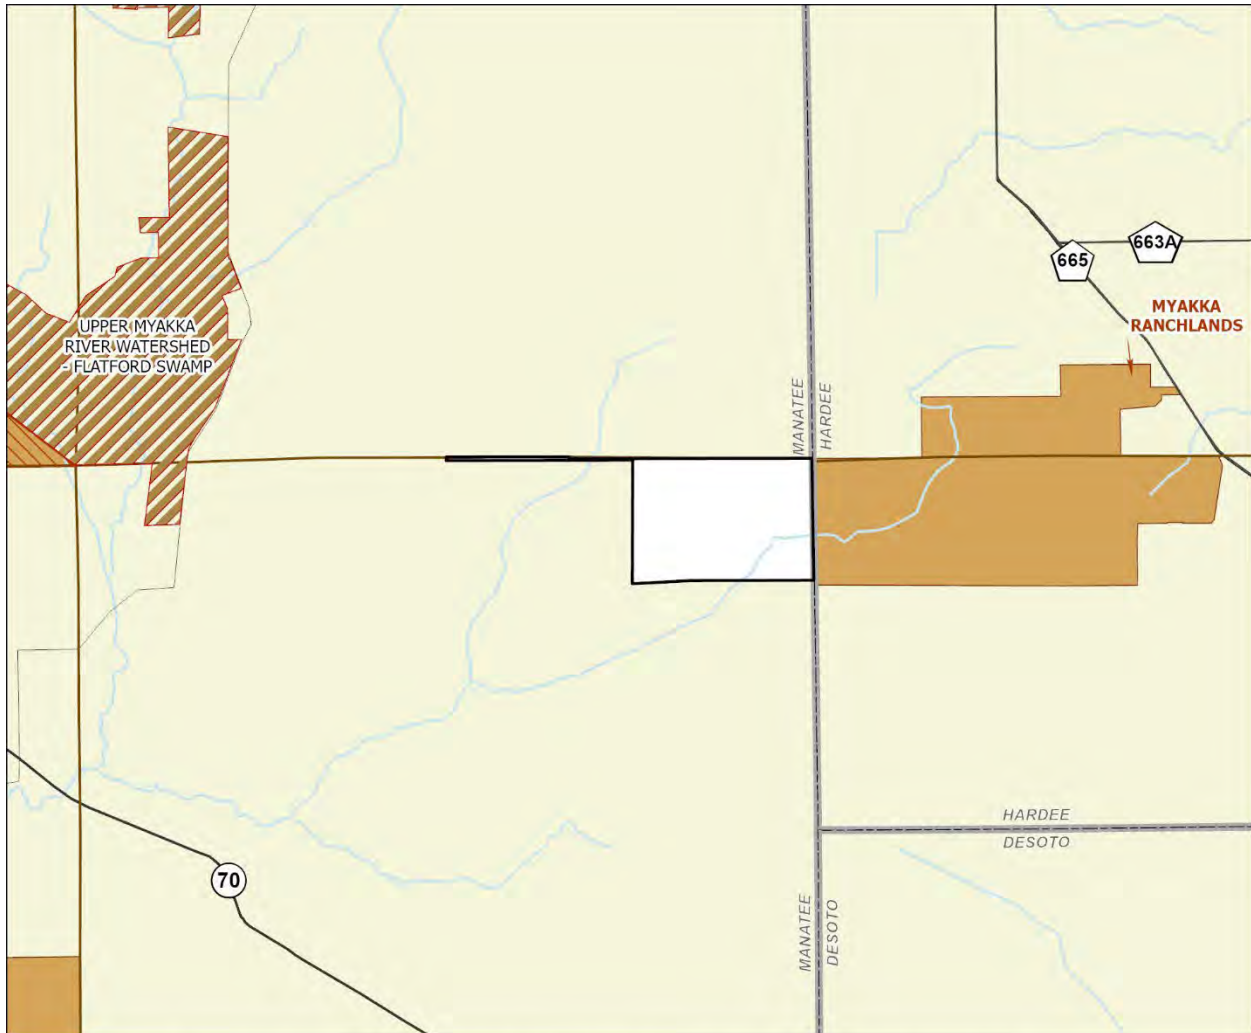 663A
665
MYAKKA
RANCHLANDS
UPPER MYAKKA
RIVER WATERSHED
- FLATFORD SWAMP
MANATEE
HARDEE
HARDEE
DESOTO
70
MANATEE
DESOTO